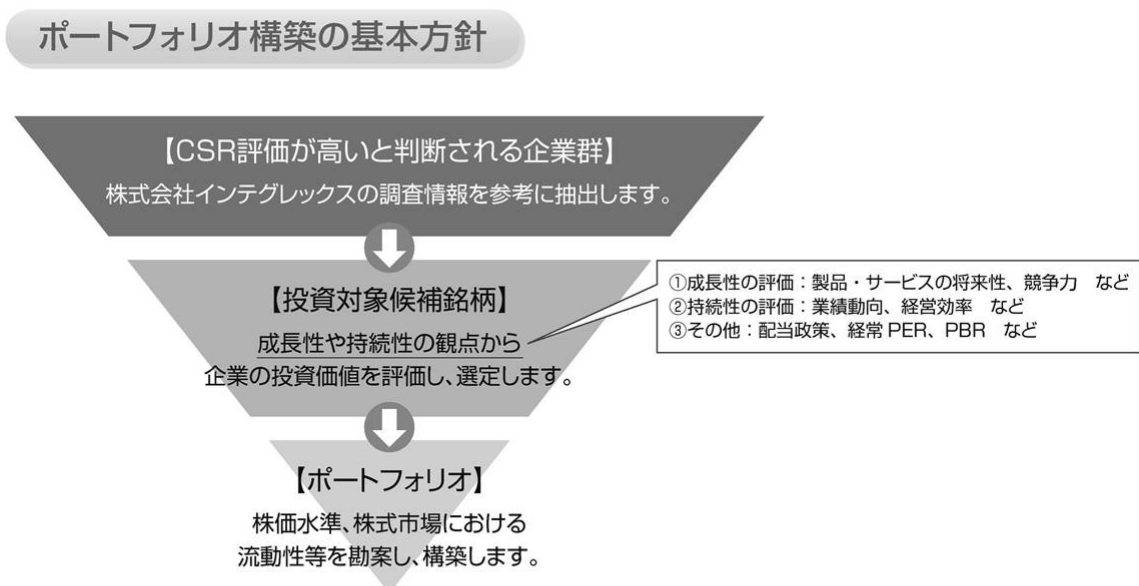 ポートフォリオ構築の基本方針
【CSR評価が高いと判断される企業群】
株式会社インテグレックスの調査情報を参考に抽出します。
【投資対象候補銘柄】
成長性や持続性の観点から
企業の投資価値を評価し、選定します。
①成長性の評価：製品・サービスの将来性、競争力　など
②持続性の評価：業績動向、経営効率　など
③その他：配当政策、経常PER、PBR　など
【ポートフォリオ】
株価水準、株式市場における
流動性等を勘案し、構築します。